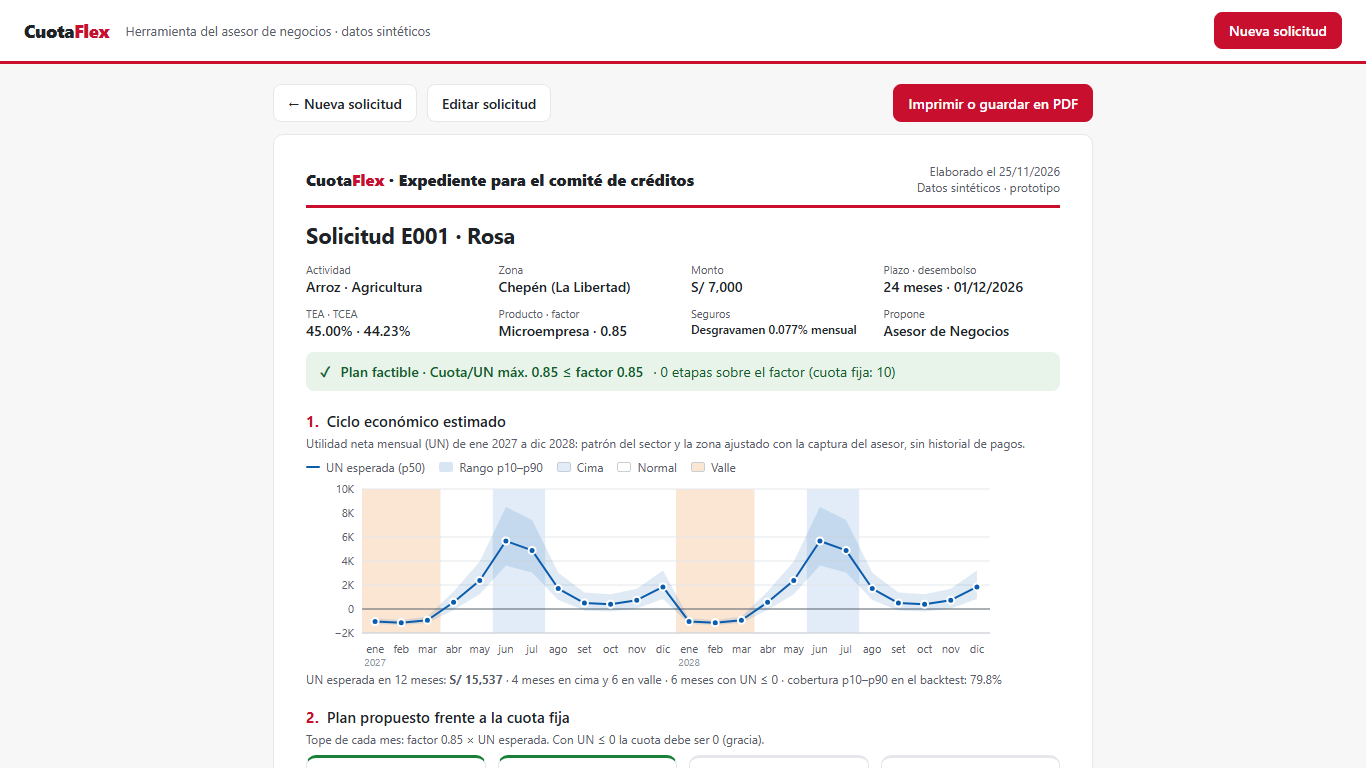 CuotaFlex Herramienta del asesor de negocios · datos sintéticos Nueva solicitud
← Nueva solicitud Editar solicitud Imprimir o guardar en PDF
CuotaFlex · Expediente para el comité de créditos
Elaborado el 25/11/2026
Datos sintéticos · prototipo
Solicitud E001 · Rosa
Actividad Zona Monto Plazo · desembolso
Arroz · Agricultura Chepén (La Libertad) S/ 7,000 24 meses · 01/12/2026
TEA · TCEA Producto · factor Seguros Propone
45.00% · 44.23% Microempresa · 0.85 Desgravamen 0.077% mensual Asesor de Negocios
✓ Plan factible · Cuota/UN máx. 0.85 ≤ factor 0.85 · 0 etapas sobre el factor (cuota fija: 10)
1. Ciclo económico estimado
Utilidad neta mensual (UN) de ene 2027 a dic 2028: patrón del sector y la zona ajustado con la captura del asesor, sin historial de pagos.
UN esperada (p50) Rango p10–p90 Cima Normal Valle
10K
8K
6K
4K
2K
0
−2K
ene feb mar abr may jun jul ago set oct nov dic ene feb mar abr may jun jul ago set oct nov dic
2027 2028
UN esperada en 12 meses: S/ 15,537 · 4 meses en cima y 6 en valle · 6 meses con UN ≤ 0 · cobertura p10–p90 en el backtest: 79.8%
2. Plan propuesto frente a la cuota fija
Tope de cada mes: factor 0.85 × UN esperada. Con UN ≤ 0 la cuota debe ser 0 (gracia).